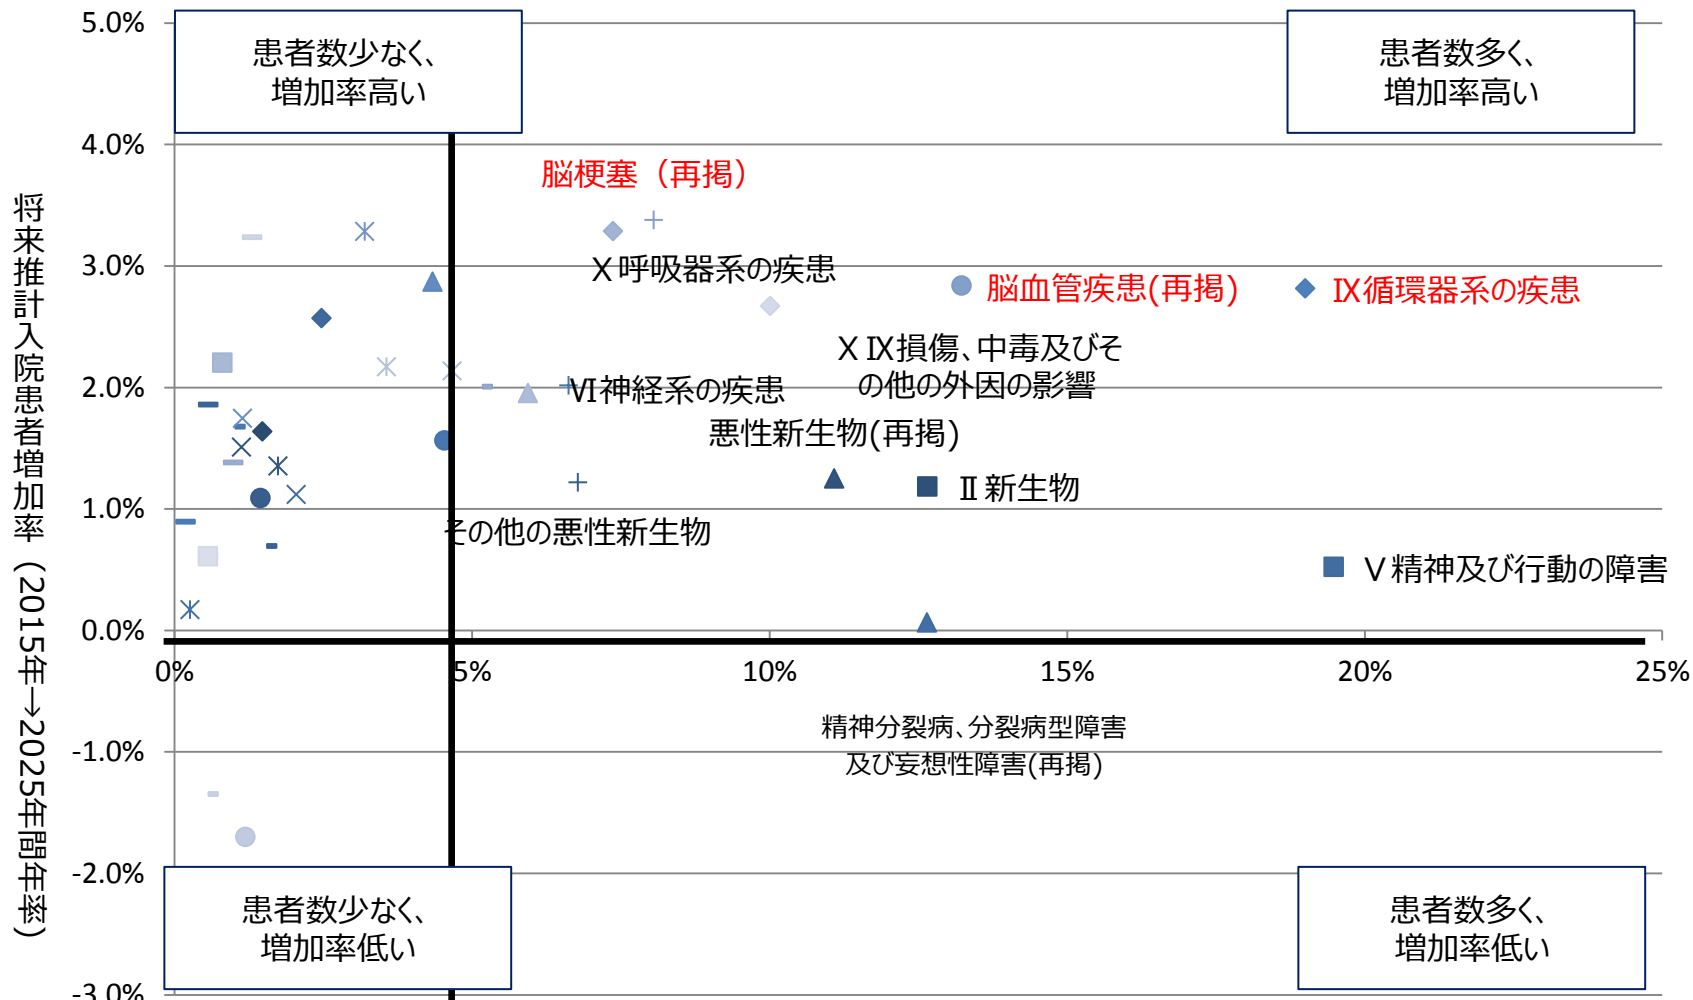 5.0%
患者数少なく、
増加率高い
患者数多く、
増加率高い
4.0%
脳梗塞（再掲）
3.0%
Ⅹ呼吸器系の疾患
脳血管疾患(再掲)
Ⅸ循環器系の疾患
ⅩⅨ損傷、中毒及びそ
の他の外因の影響
2.0%
Ⅵ神経系の疾患
悪性新生物(再掲)
Ⅱ新生物
1.0%
その他の悪性新生物
Ⅴ精神及び行動の障害
0.0%
0%
5%
10%
15%
20%
25%
精神分裂病、分裂病型障害
及び妄想性障害(再掲)
-1.0%
-2.0%
患者数少なく、
増加率低い
患者数多く、
増加率低い
-3.0%
将来推計入院患者増加率（2015年→2025年間年率）